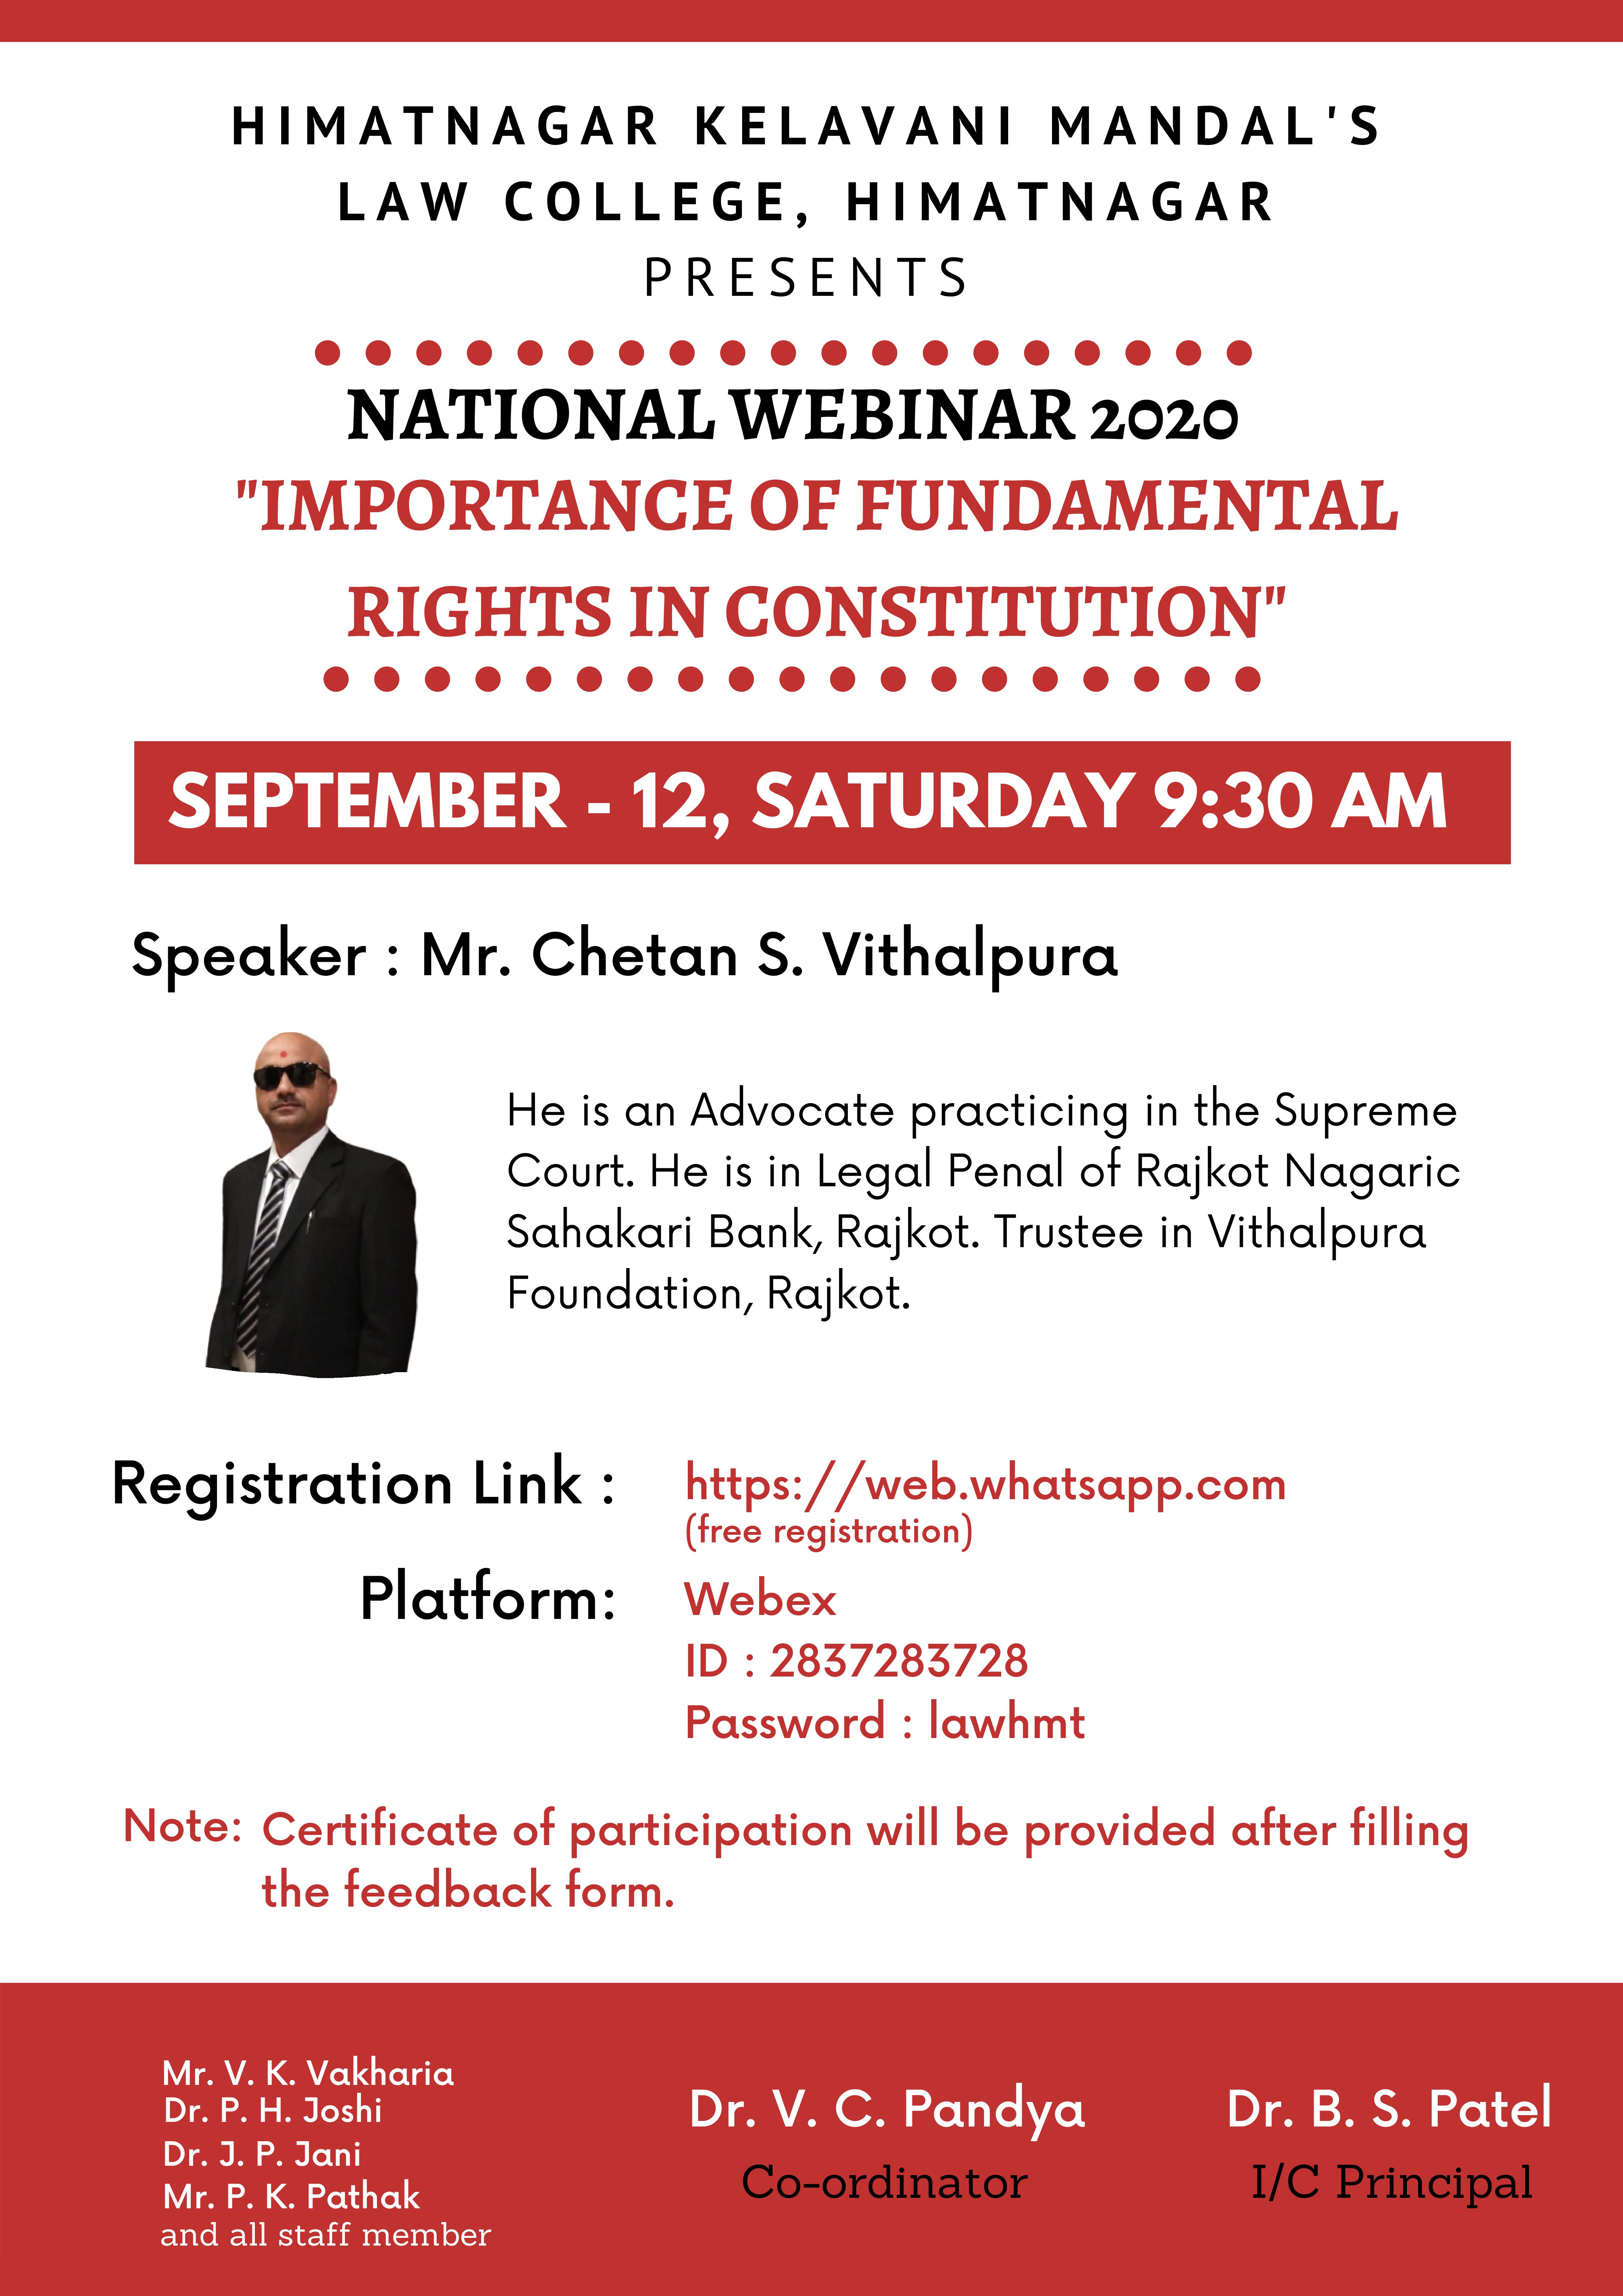 HIMATNAGAR KELAVANI MANDAL'S
LAW COLLEGE, HIMATNAGAR
PRESENTS
NATIONAL WEBINAR 2020
"IMPORTANCE OF FUNDAMENTAL
RIGHTS IN CONSTITUTION"
SEPTEMBER - 12, SATURDAY 9:30 AM
Speaker : Mr. Chetan S. Vithalpura
He is an Advocate practicing in the Supreme
Court. He is in Legal Penal of Rajkot Nagaric
Sahakari Bank, Rajkot. Trustee in Vithalpura
Foundation, Rajkot.
Registration Link : https://web.whatsapp.com
(free registration)
Platform: Webex
ID : 2837283728
Password : lawhmt
Note: Certificate of participation will be provided after filling
the feedback form.
Mr. V. K. Vakharia
Dr. P. H. Joshi
Dr. J. P. Jani
Mr. P. K. Pathak
and all staff member
Dr. V. C. Pandya
Co-ordinator
Dr. B. S. Patel
I/C Principal